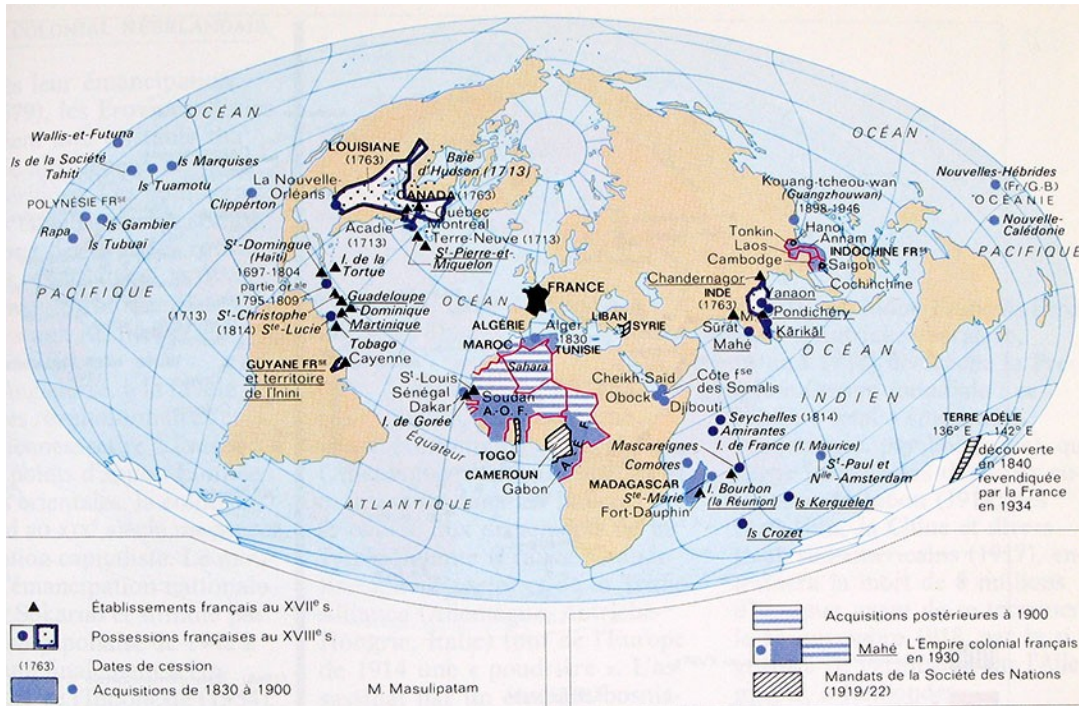 OCÉAN
Wallis-et-Futuna
Is de la Société
Tahiti
Is Marquises
Is Tuamotu
Clipperton
POLYNÉSIE FRse
Rapa
Is Gambier
Is Tubuai
PACIFIQUE
LOUISIANE
(1763)
La Nouvelle-
Orléans
Baie
d'Hudson (1713)
CANADA (1763)
Québec
Montréal
Acadie
(1713)
Terre-Neuve (1713)
St-Pierre-et-
Miquelon
St-Domingue
(Haïti)
1697-1804
partie orale
1795-1809
I. de la
Tortue
(1713) St-Christophe
(1814) Ste-Lucie
Guadeloupe
Dominique
Martinique
Tobago
GUYANE FRse
et territoire
de l'Inini
Cayenne
OCÉAN
ATLANTIQUE
Équateur
FRANCE
ALGÉRIE
Alger
1830
MAROC
TUNISIE
LIBAN
SYRIE
Sahara
St-Louis
Sénégal
Dakar
I. de Gorée
Soudan
A.-O. F.
A.-E. F.
TOGO
CAMEROUN
Gabon
Cheikh-Saïd
Obock
Côte fse
des Somalis
Djibouti
Seychelles (1814)
Amirantes
Mascareignes
I. de France (I. Maurice)
Comores
MADAGASCAR
Ste-Marie
Fort-Dauphin
I. Bourbon
(la Réunion)
St-Paul et
Nlle-Amsterdam
Is Kerguelen
Is Crozet
OCÉAN
INDIEN
Chandernagor
INDE
(1763)
Yanaon
M.
Pondichéry
Surat
Mahé
Kārikāl
Kouang-tcheou-wan
(Guangzhouwan)
1898-1946
Tonkin
Hanoi
Laos
Annam
Cambodge
INDOCHINE FRse
Saigon
Cochinchine
OCÉAN
Nouvelles-Hébrides
(Fr/G-B)
OCÉANIE
Nouvelle-
Calédonie
PACIFIQUE
TERRE ADÉLIE
136° E 142° E
découverte
en 1840
revendiquée
par la France
en 1934
Établissements français au XVIIe s.
Possessions françaises au XVIIIe s.
(1763) Dates de cession
Acquisitions de 1830 à 1900
M. Masulipatam
Acquisitions postérieures à 1900
Mahé L'Empire colonial français
en 1930
Mandats de la Société des Nations
(1919/22)